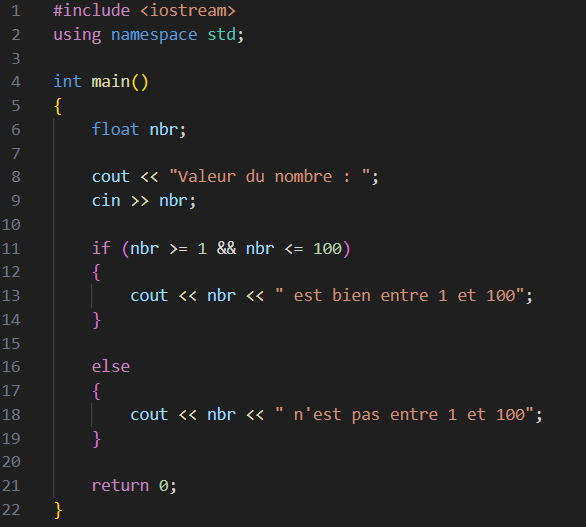 1 #include <iostream>
2 using namespace std;
3
4 int main()
5 {
6     float nbr;
7
8     cout << "Valeur du nombre : ";
9     cin >> nbr;
10
11     if (nbr >= 1 && nbr <= 100)
12     {
13         cout << nbr << " est bien entre 1 et 100";
14     }
15
16     else
17     {
18         cout << nbr << " n'est pas entre 1 et 100";
19     }
20
21     return 0;
22 }